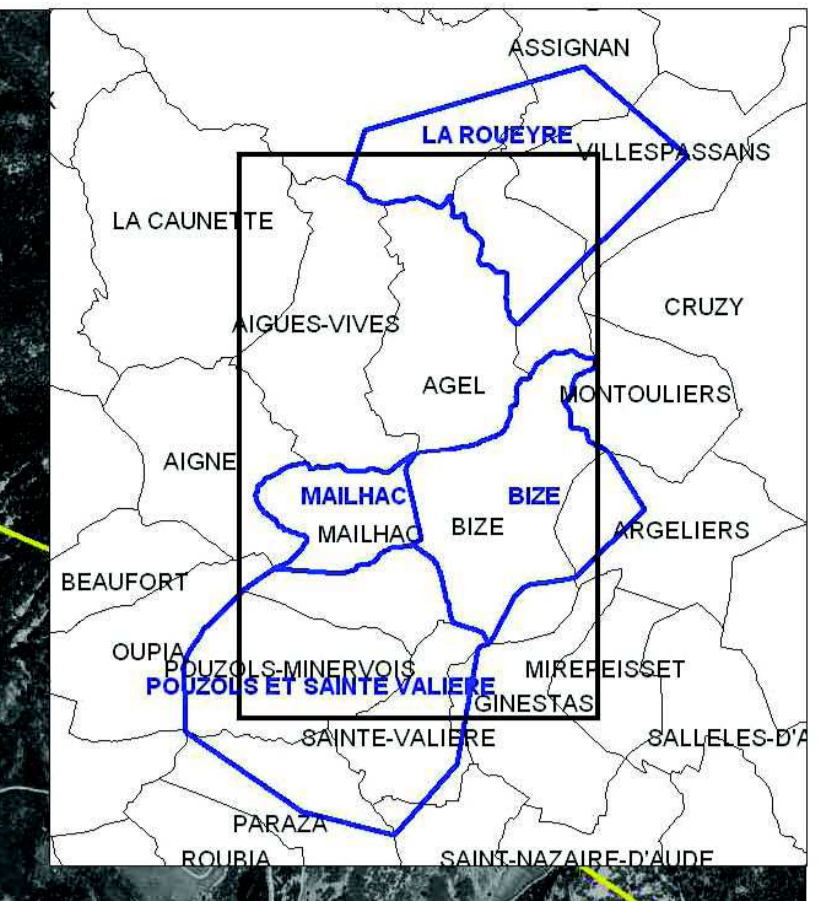 ASSIGNAN
LA ROUEYRE
VILLESPASSANS
LA CAUNETTE
CRUZY
AIGUES-VIVES
AGEL
MONTOULIERS
AIGNE
MAILHAC
BIZE
BIZE
MAILHAC
ARGELIERS
BEAUFORT
OUPIA
POUZOLS-MINERVOIS
MIREPEISSET
POUZOLS ET SAINTE VALIERE
GINESTAS
SAINTE-VALIERE
SALLELES-D'A
PARAZA
ROUBIA
SAINT-NAZAIRE-D'AUDE